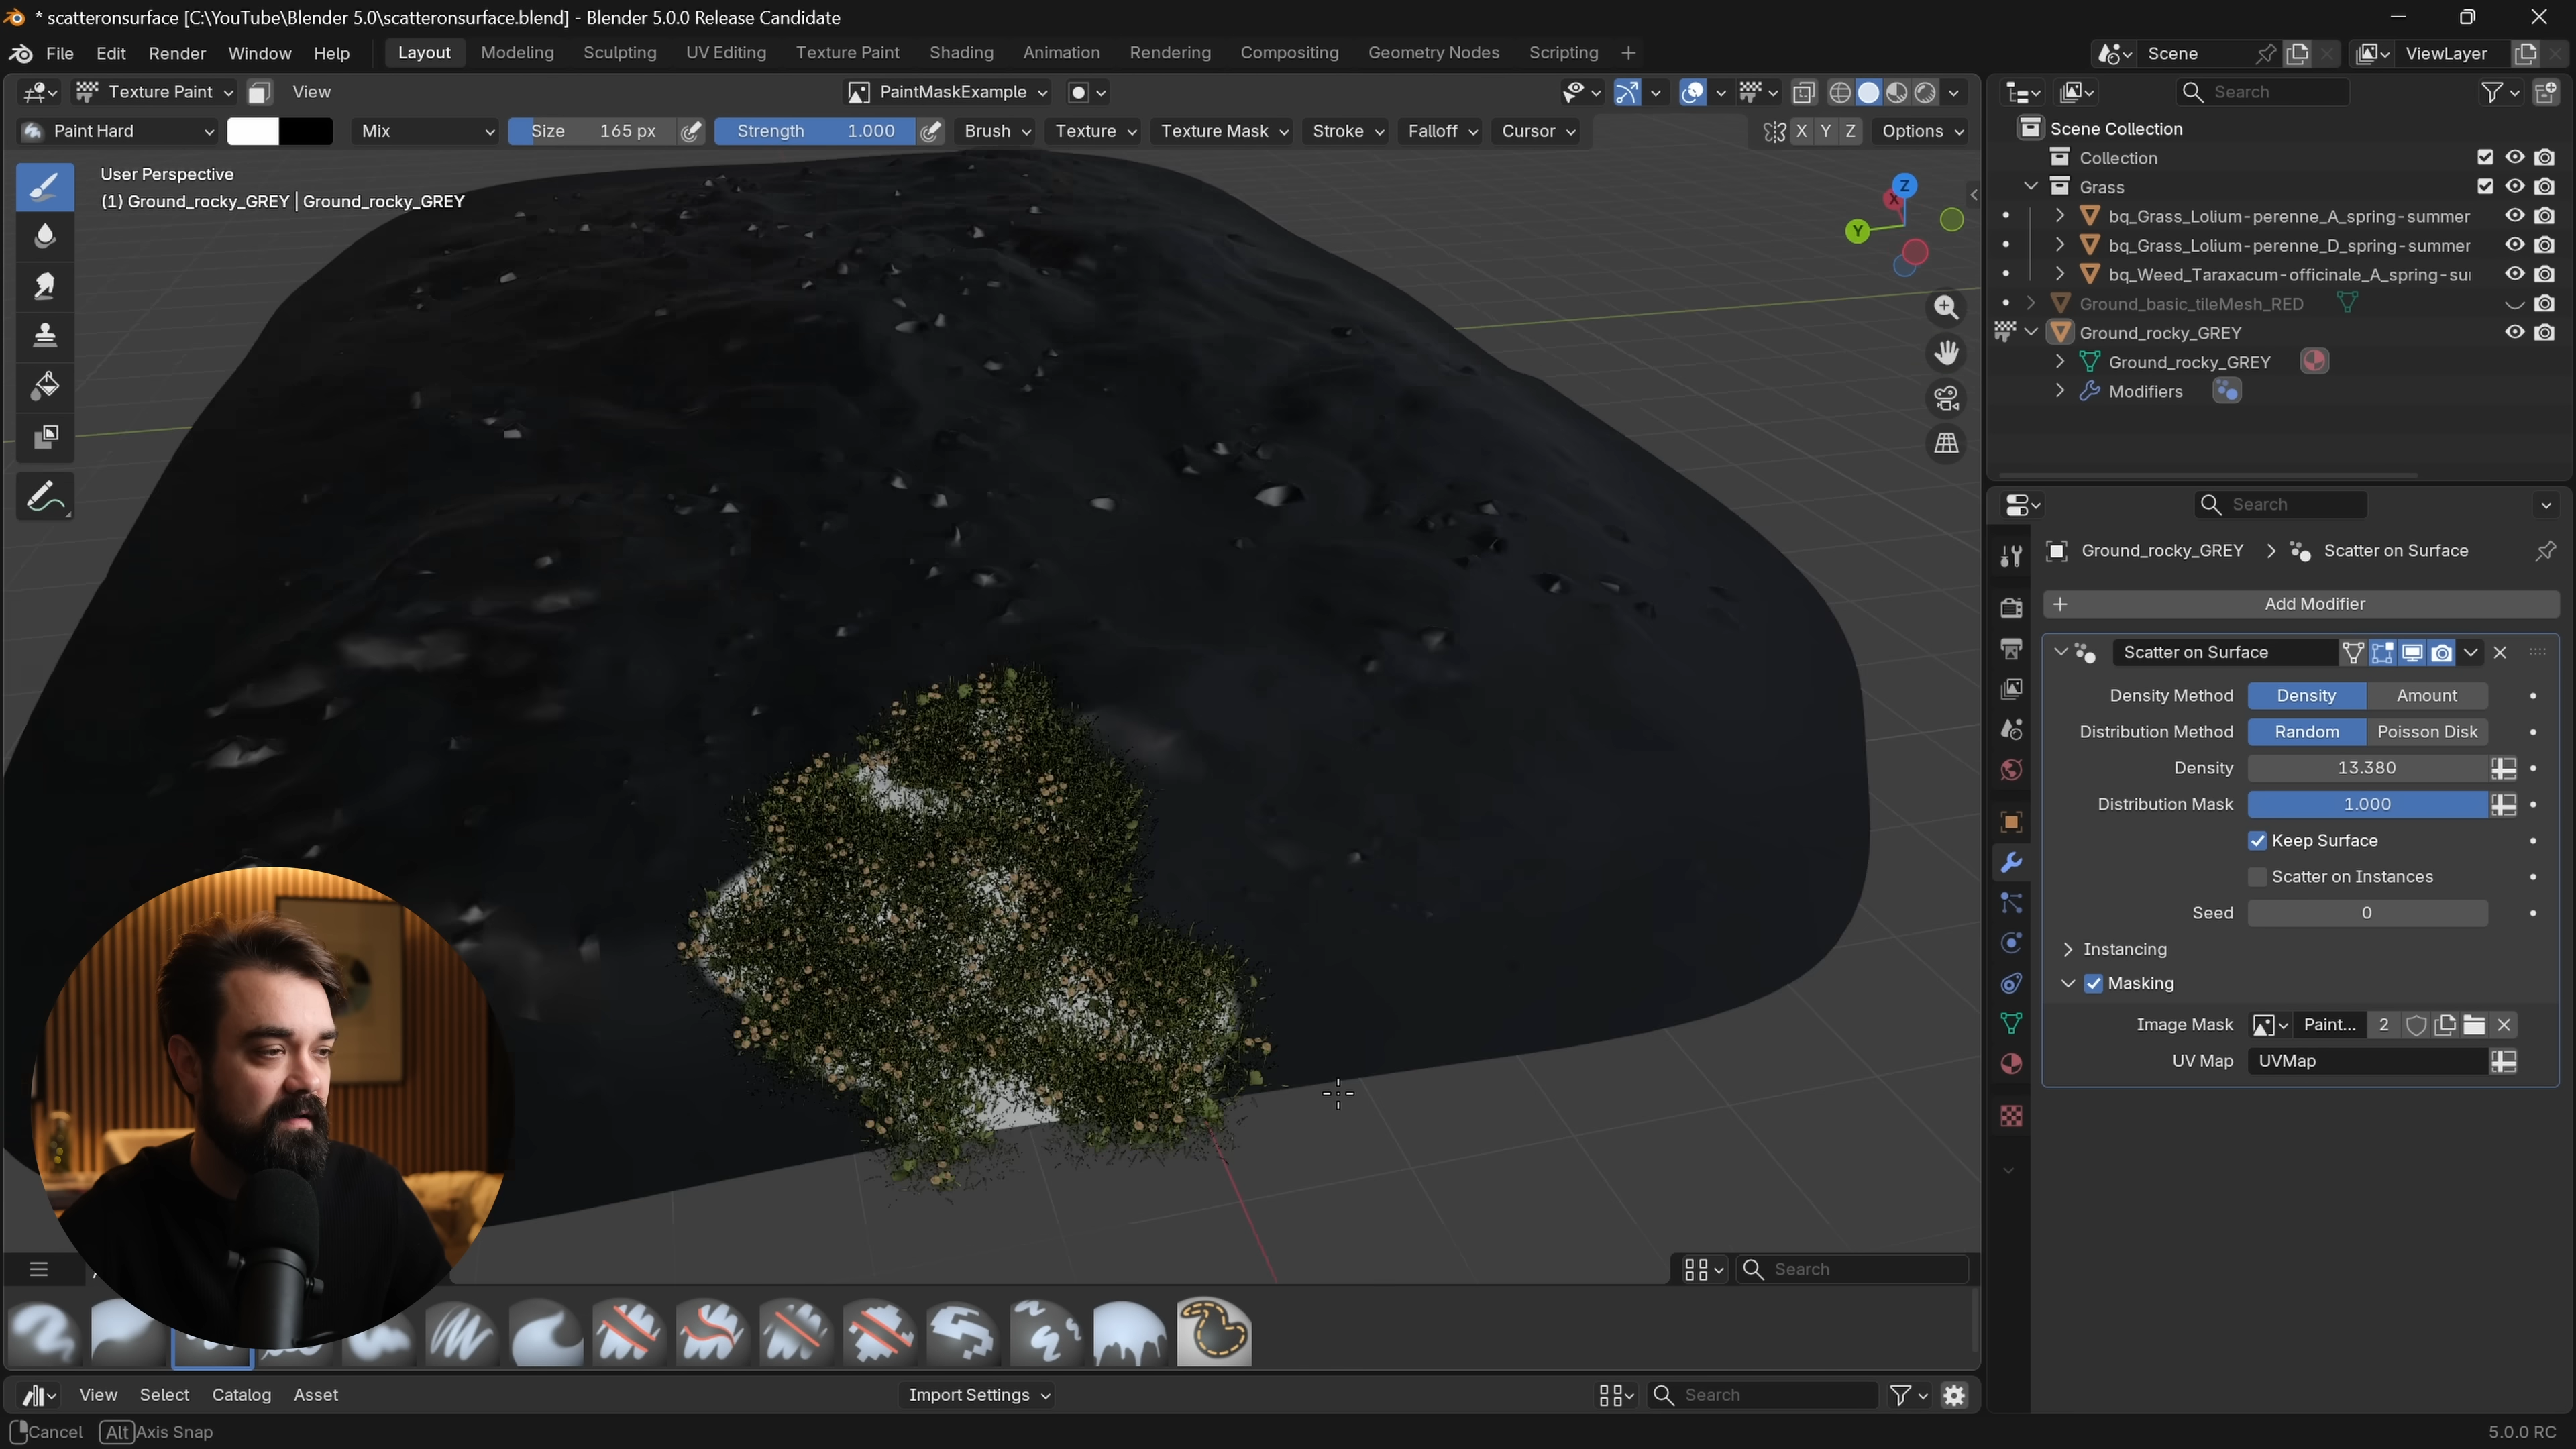 * scatteronsurface [C:\YouTube\Blender 5.0\scatteronsurface.blend] - Blender 5.0.0 Release Candidate
File Edit Render Window Help Layout Modeling Sculpting UV Editing Texture Paint Shading Animation Rendering Compositing Geometry Nodes Scripting + Scene ViewLayer
Texture Paint View PaintMaskExample Search
Paint Hard Mix Size 165 px Strength 1.000 Brush Texture Texture Mask Stroke Falloff Cursor X Y Z Options
User Perspective
(1) Ground_rocky_GREY | Ground_rocky_GREY
Z
X
Y
Scene Collection
Collection
Grass
bq_Grass_Lolium-perenne_A_spring-summer
bq_Grass_Lolium-perenne_D_spring-summer
bq_Weed_Taraxacum-officinale_A_spring-su
Ground_basic_tileMesh_RED
Ground_rocky_GREY
Ground_rocky_GREY
Modifiers
Search
Ground_rocky_GREY > Scatter on Surface
+ Add Modifier
Scatter on Surface
Density Method Density Amount
Distribution Method Random Poisson Disk
Density 13.380
Distribution Mask 1.000
Keep Surface
Scatter on Instances
Seed 0
Instancing
Masking
Image Mask Paint... 2
UV Map UVMap
Search
View Select Catalog Asset Import Settings Search
Cancel Alt Axis Snap 5.0.0 RC